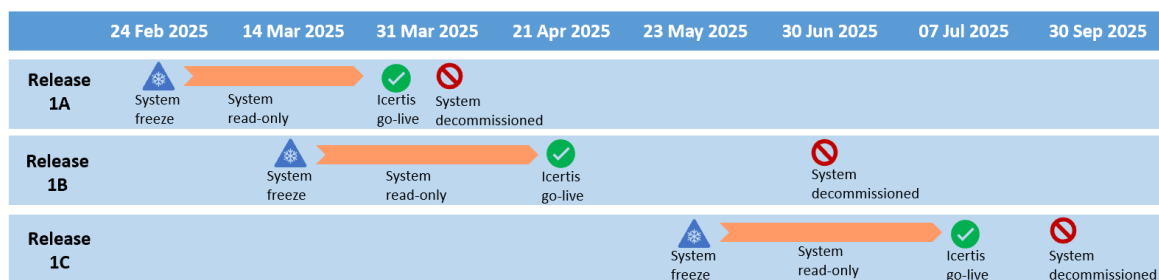 24 Feb 2025 14 Mar 2025 31 Mar 2025 21 Apr 2025 23 May 2025 30 Jun 2025 07 Jul 2025 30 Sep 2025
Release
1A
System
freeze
System
read-only
Icertis
go-live
System
decommissioned
Release
1B
System
freeze
System
read-only
Icertis
go-live
System
decommissioned
Release
1C
System
freeze
System
read-only
Icertis
go-live
System
decommissioned